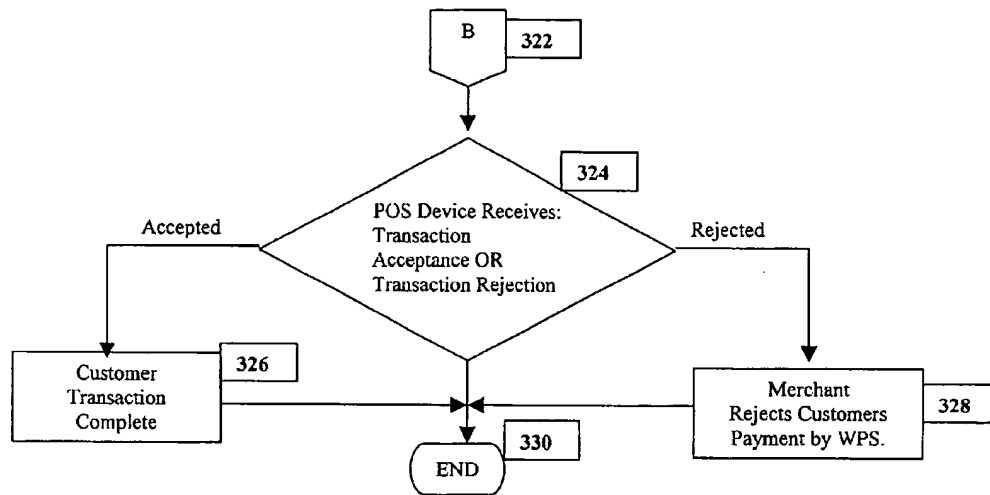 B
322
324
POS Device Receives:
Transaction
Acceptance OR
Transaction Rejection
Accepted
Rejected
326
Customer
Transaction
Complete
Merchant
Rejects Customers
Payment by WPS.
328
330
END